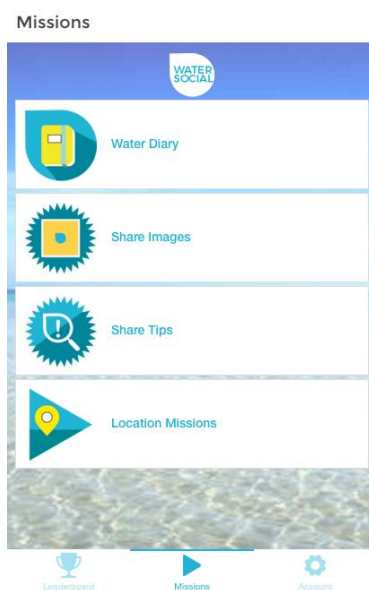 Missions
WATER
SOCIAL
Water Diary
Share Images
!
Share Tips
Location Missions
Leaderboard
Missions
Account